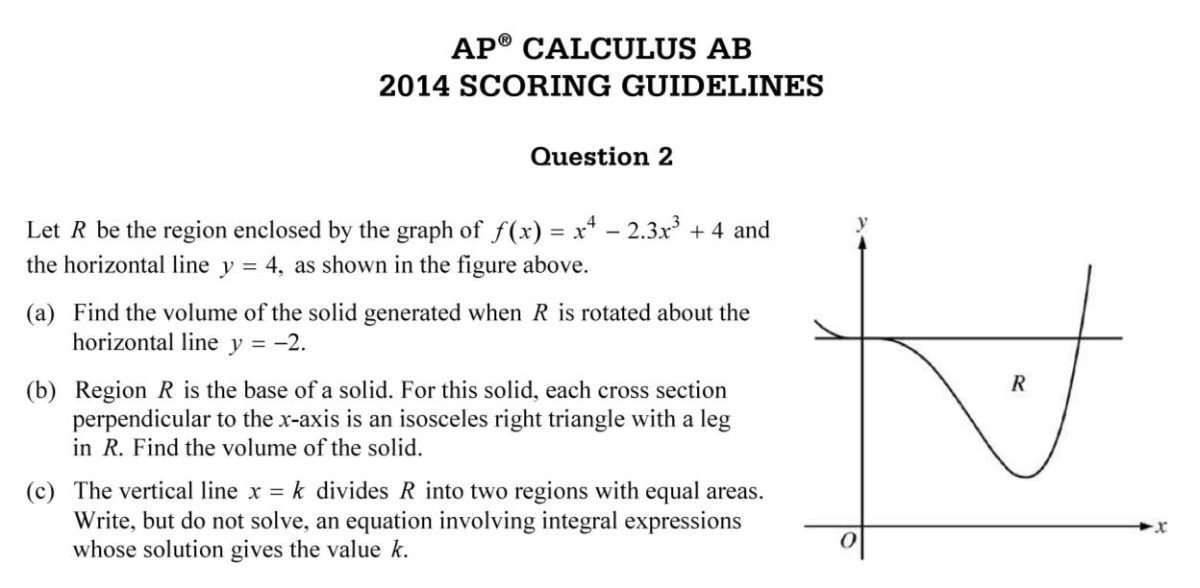 AP® CALCULUS AB
2014 SCORING GUIDELINES
Question 2
Let R be the region enclosed by the graph of f(x) = x⁴ − 2.3x³ + 4 and
the horizontal line y = 4, as shown in the figure above.
(a) Find the volume of the solid generated when R is rotated about the
horizontal line y = −2.
(b) Region R is the base of a solid. For this solid, each cross section
perpendicular to the x-axis is an isosceles right triangle with a leg
in R. Find the volume of the solid.
(c) The vertical line x = k divides R into two regions with equal areas.
Write, but do not solve, an equation involving integral expressions
whose solution gives the value k.
y
R
x
O